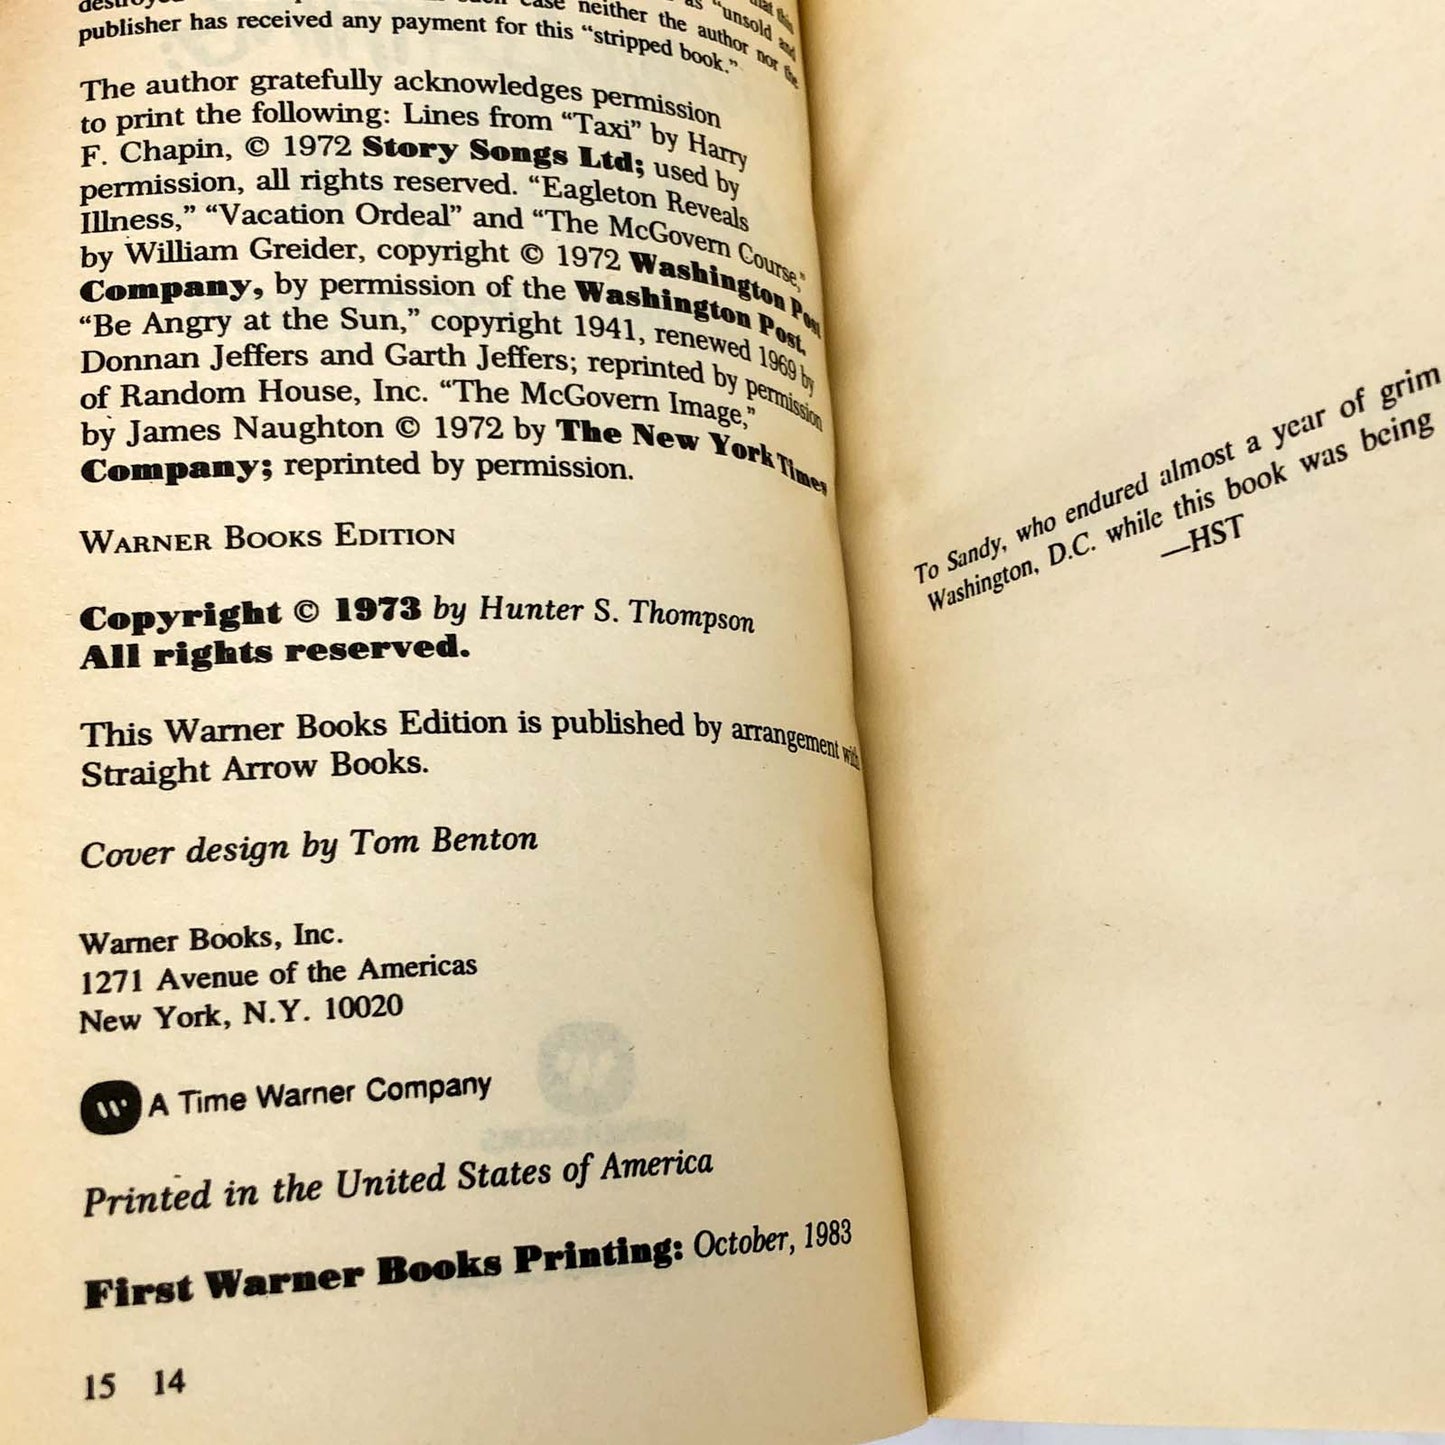 destroyed case neither the author nor the
publisher has received any payment for this “stripped book.”
The author gratefully acknowledges permission
to print the following: Lines from “Taxi” by Harry
F. Chapin, © 1972 Story Songs Ltd; used by
permission, all rights reserved. “Eagleton Reveals
Illness,” “Vacation Ordeal” and “The McGovern Course,”
by William Greider, copyright © 1972 Washington Post
Company, by permission of the Washington Post.
“Be Angry at the Sun,” copyright 1941, renewed 1969 by
Donnan Jeffers and Garth Jeffers; reprinted by permission
of Random House, Inc. “The McGovern Image,”
by James Naughton © 1972 by The New York Times
Company; reprinted by permission.
WARNER BOOKS EDITION
Copyright © 1973 by Hunter S. Thompson
All rights reserved.
This Warner Books Edition is published by arrangement with
Straight Arrow Books.
Cover design by Tom Benton
Warner Books, Inc.
1271 Avenue of the Americas
New York, N.Y. 10020
W A Time Warner Company
Printed in the United States of America
First Warner Books Printing: October, 1983
15 14
To Sandy, who endured almost a year of grim
Washington, D.C. while this book was being
—HST